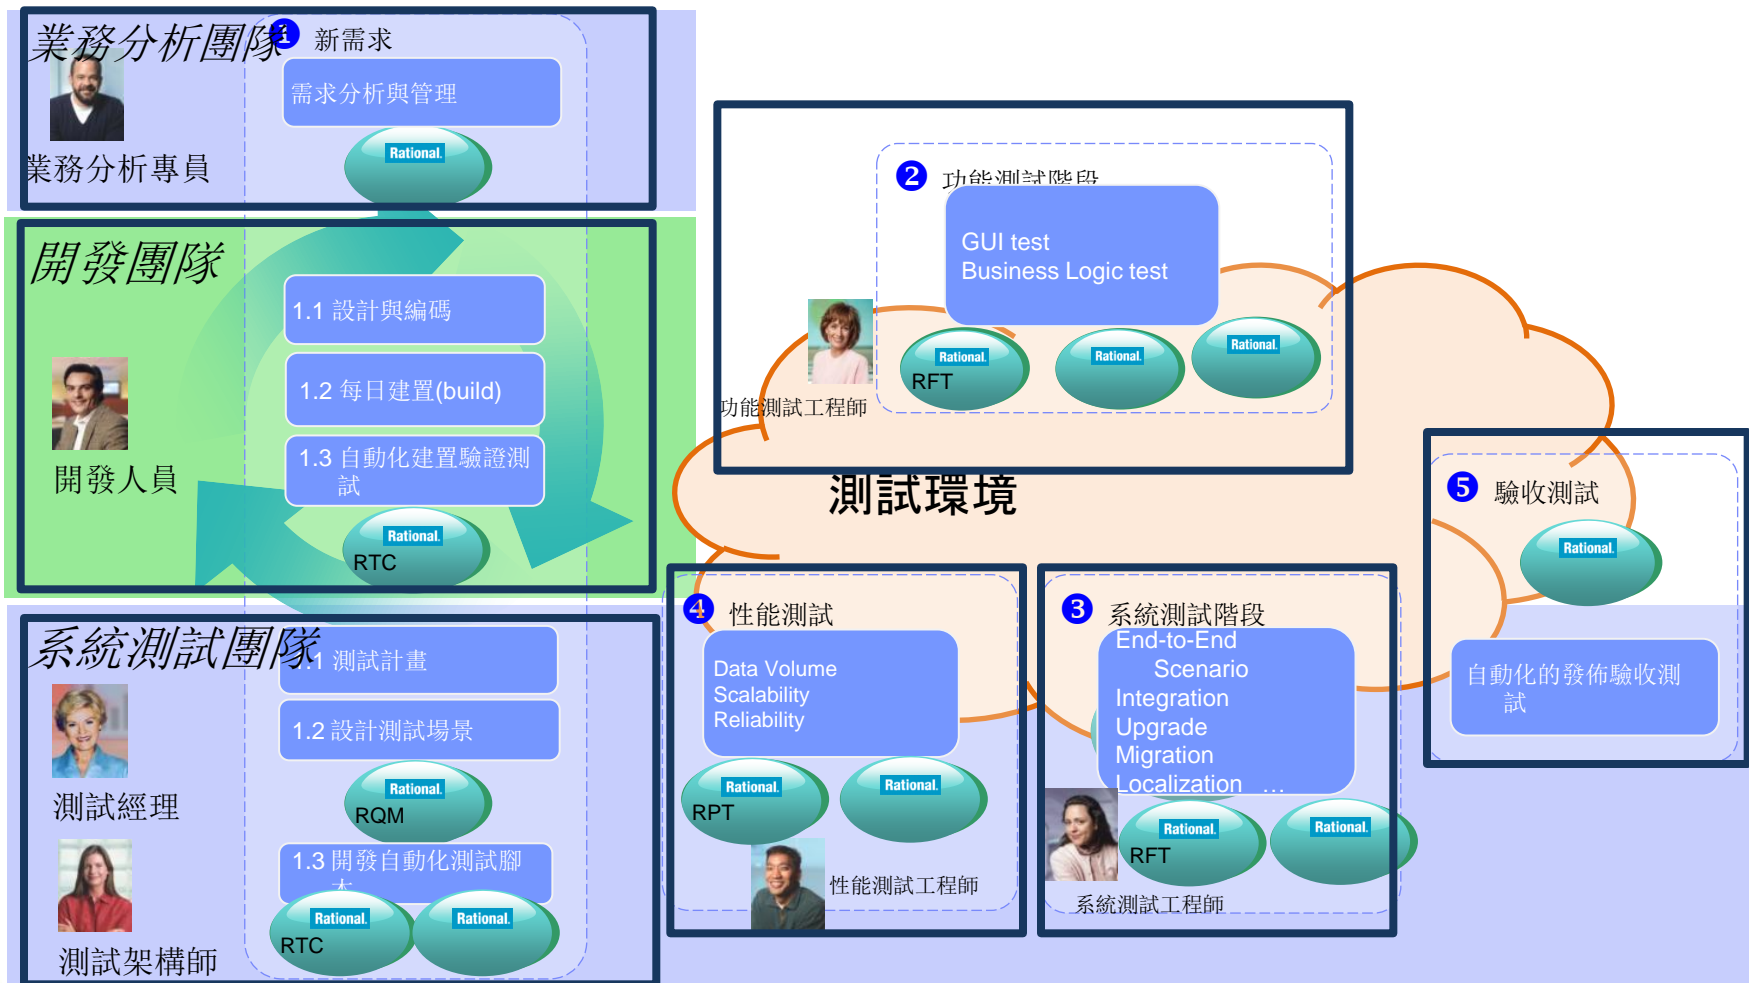 業務分析團隊
❶ 新需求
需求分析與管理
Rational.
業務分析專員
開發團隊
1.1 設計與編碼
1.2 每日建置(build)
1.3 自動化建置驗證測
試
開發人員
Rational.
RTC
系統測試團隊
1.1 測試計畫
1.2 設計測試場景
測試經理
Rational.
RQM
1.3 開發自動化測試腳
本
測試架構師
Rational.
RTC
Rational.
❷ 功能測試階段
GUI test
Business Logic test
Rational.
RFT
Rational.
Rational.
功能測試工程師
測試環境
❹ 性能測試
Data Volume
Scalability
Reliability
Rational.
RPT
Rational.
性能測試工程師
❸ 系統測試階段
End-to-End
Scenario
Integration
Upgrade
Migration
Localization …
Rational.
RFT
Rational.
系統測試工程師
❺ 驗收測試
Rational.
自動化的發佈驗收測
試